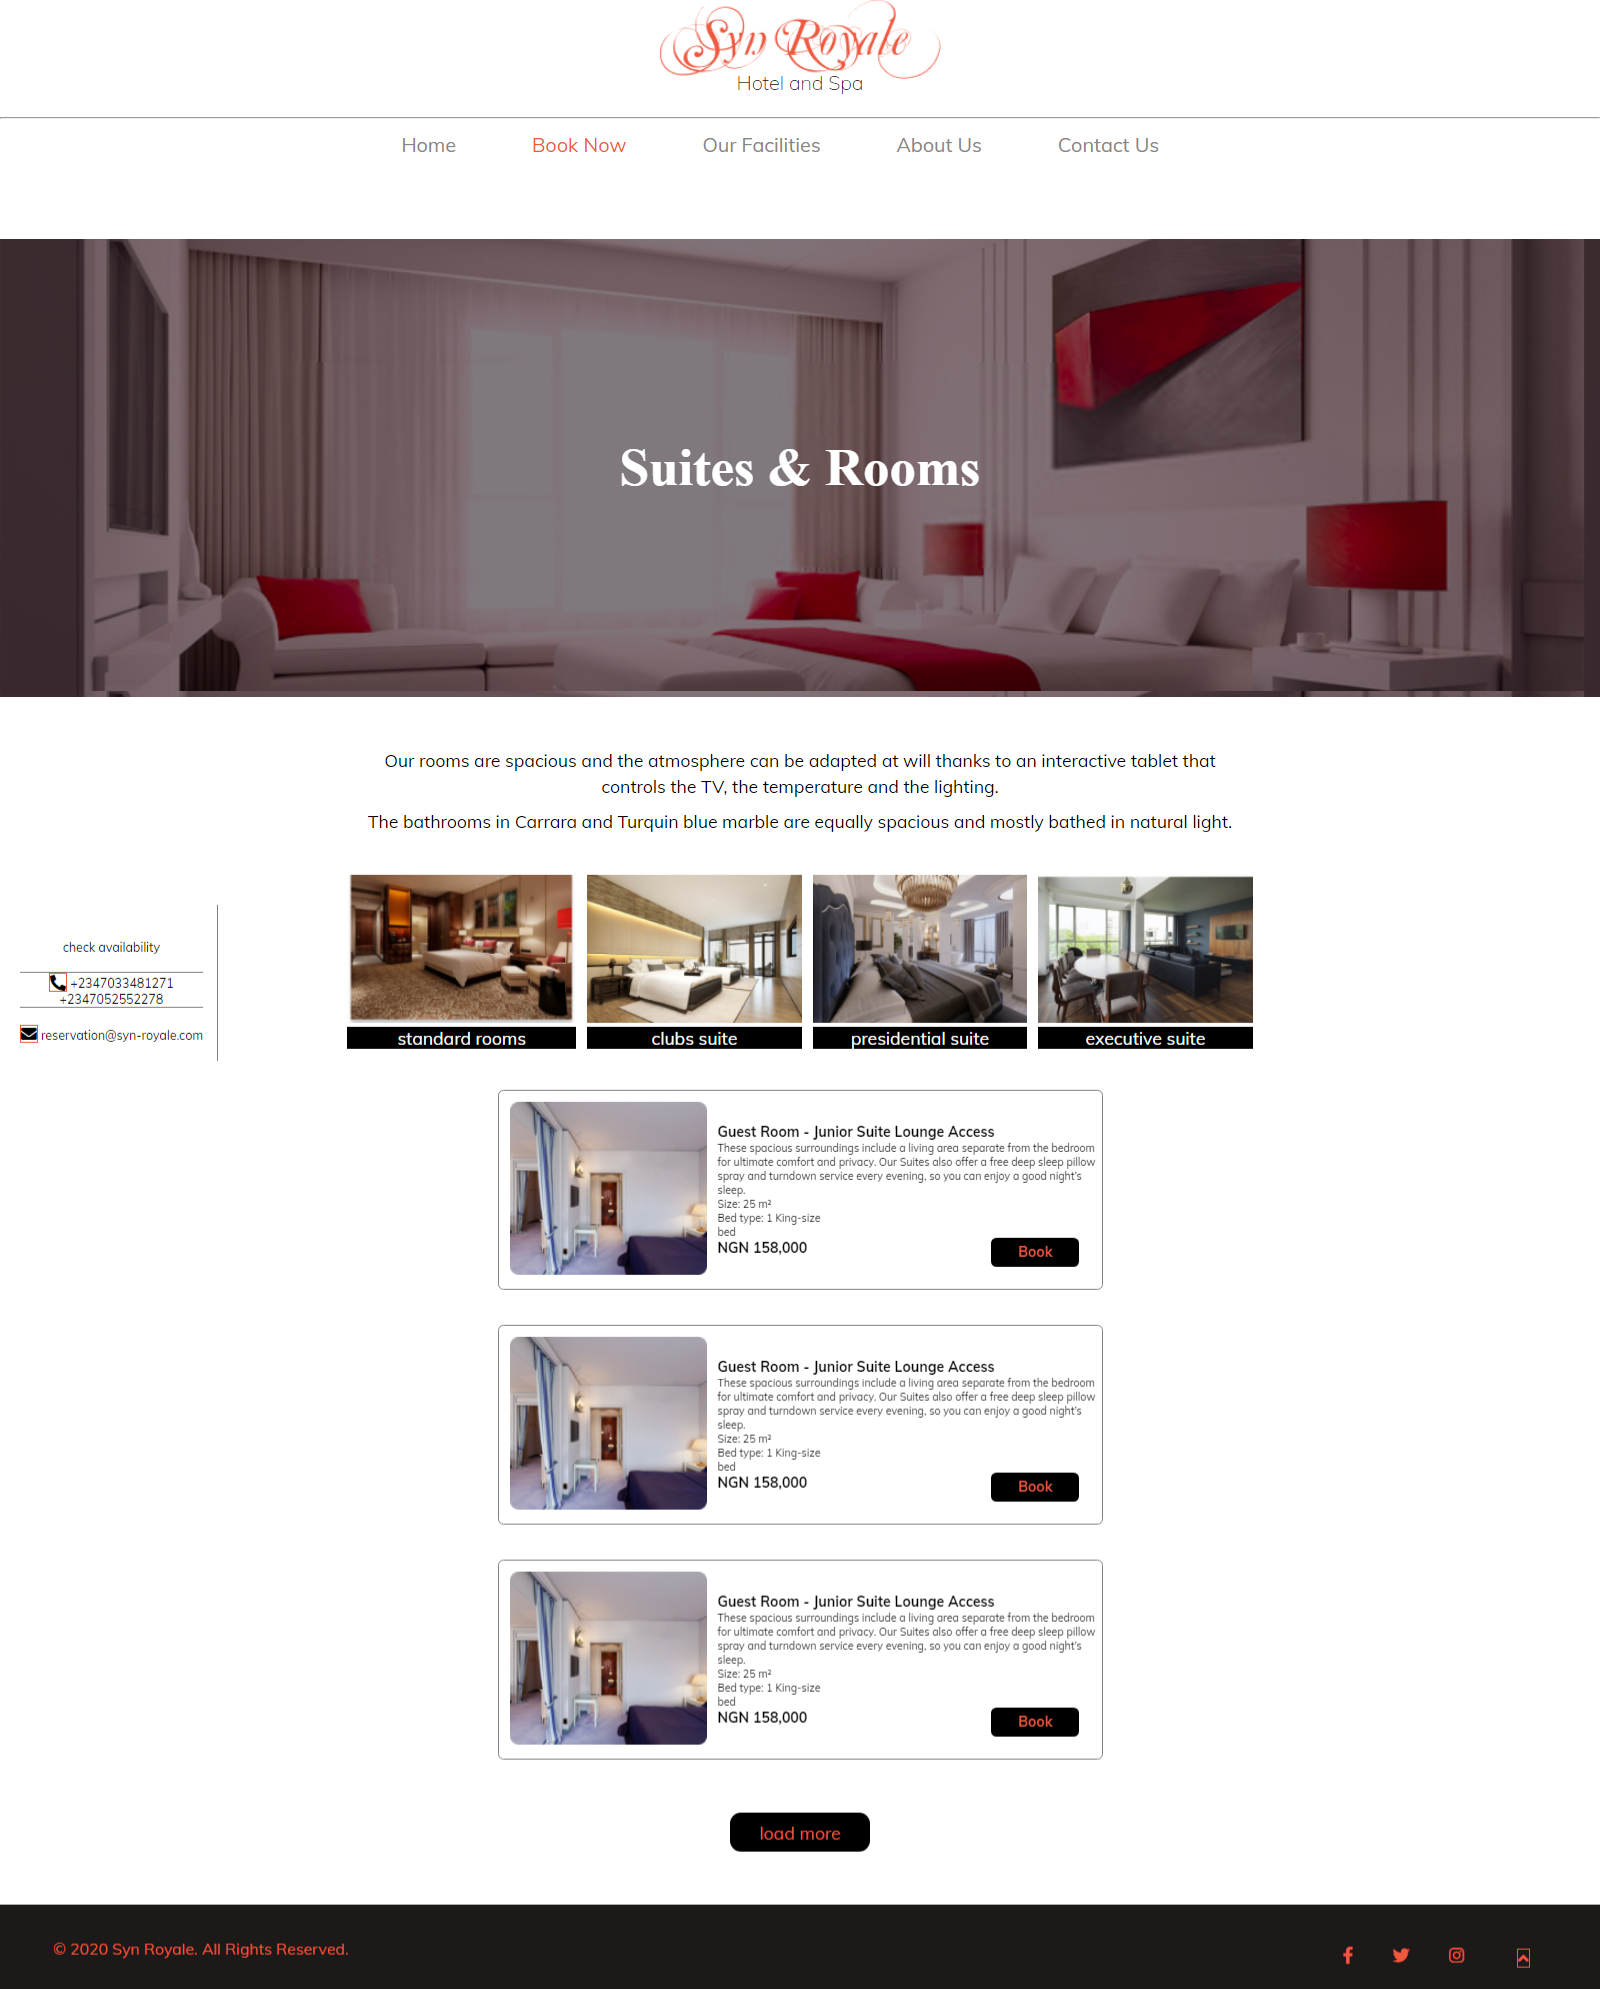 Syn Royale
Hotel and Spa
Home Book Now Our Facilities About Us Contact Us
Suites & Rooms
Our rooms are spacious and the atmosphere can be adapted at will thanks to an interactive tablet that
controls the TV, the temperature and the lighting.
The bathrooms in Carrara and Turquin blue marble are equally spacious and mostly bathed in natural light.
check availability
+2347033481271
+2347052552278
reservation@syn-royale.com
standard rooms
clubs suite
presidential suite
executive suite
Guest Room - Junior Suite Lounge Access
These spacious surroundings include a living area separate from the bedroom
for ultimate comfort and privacy. Our Suites also offer a free deep sleep pillow
spray and turndown service every evening, so you can enjoy a good night's
sleep.
Size: 25 m²
Bed type: 1 King-size
bed
NGN 158,000
Book
Guest Room - Junior Suite Lounge Access
These spacious surroundings include a living area separate from the bedroom
for ultimate comfort and privacy. Our Suites also offer a free deep sleep pillow
spray and turndown service every evening, so you can enjoy a good night's
sleep.
Size: 25 m²
Bed type: 1 King-size
bed
NGN 158,000
Book
Guest Room - Junior Suite Lounge Access
These spacious surroundings include a living area separate from the bedroom
for ultimate comfort and privacy. Our Suites also offer a free deep sleep pillow
spray and turndown service every evening, so you can enjoy a good night's
sleep.
Size: 25 m²
Bed type: 1 King-size
bed
NGN 158,000
Book
load more
© 2020 Syn Royale. All Rights Reserved.